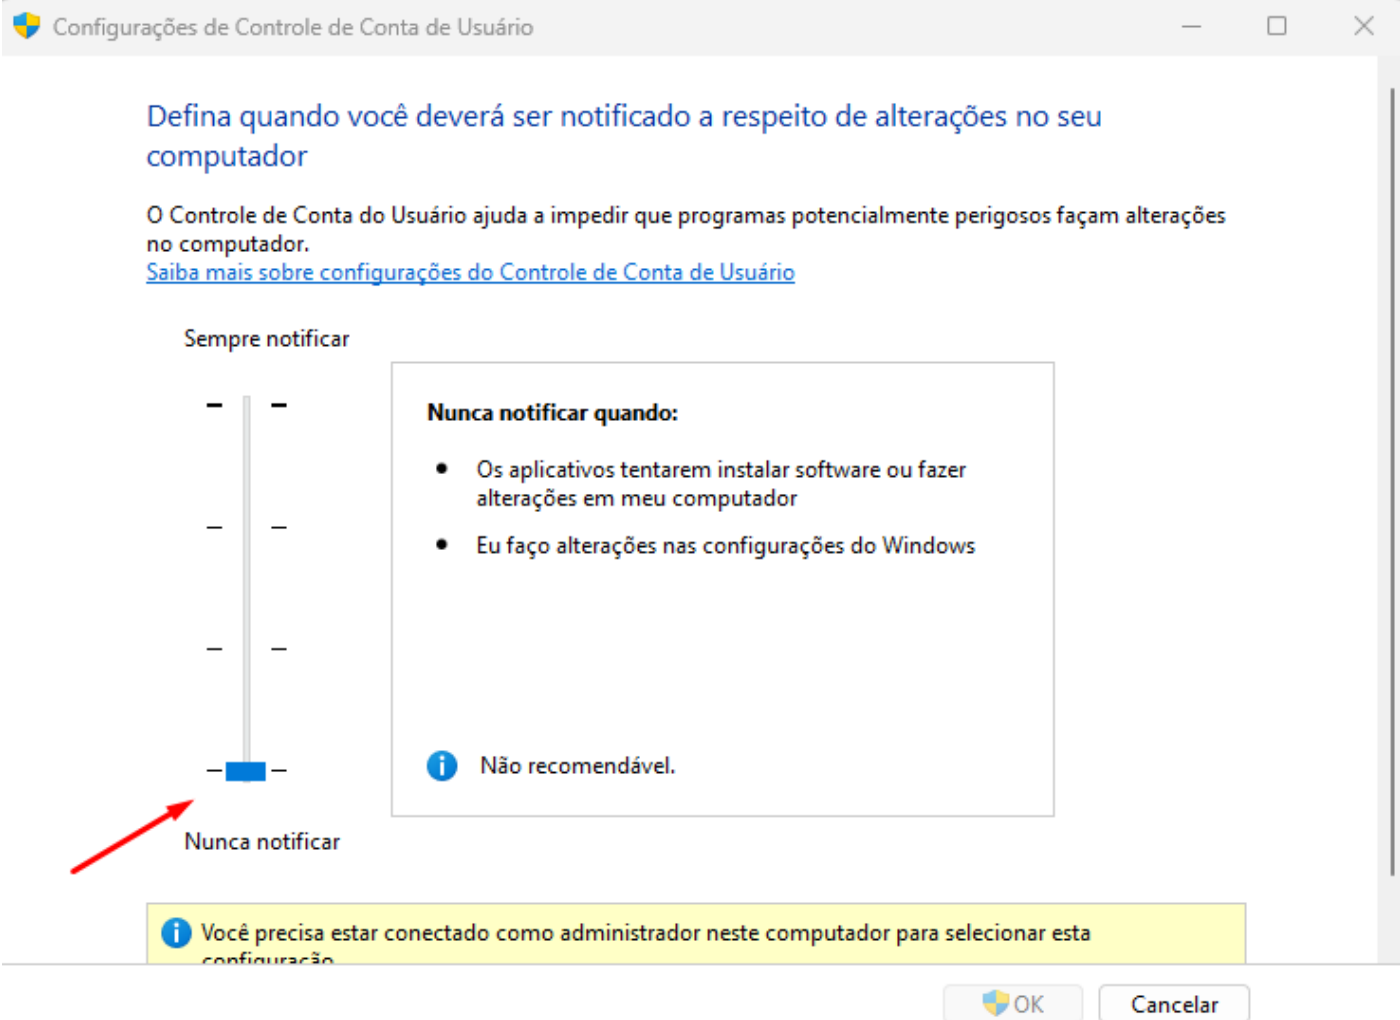 Configurações de Controle de Conta de Usuário
Defina quando você deverá ser notificado a respeito de alterações no seu
computador
O Controle de Conta do Usuário ajuda a impedir que programas potencialmente perigosos façam alterações
no computador.
Saiba mais sobre configurações do Controle de Conta de Usuário
Sempre notificar
Nunca notificar quando:
Os aplicativos tentarem instalar software ou fazer
alterações em meu computador
Eu faço alterações nas configurações do Windows
Não recomendável.
Nunca notificar
Você precisa estar conectado como administrador neste computador para selecionar esta
configuração
OK
Cancelar